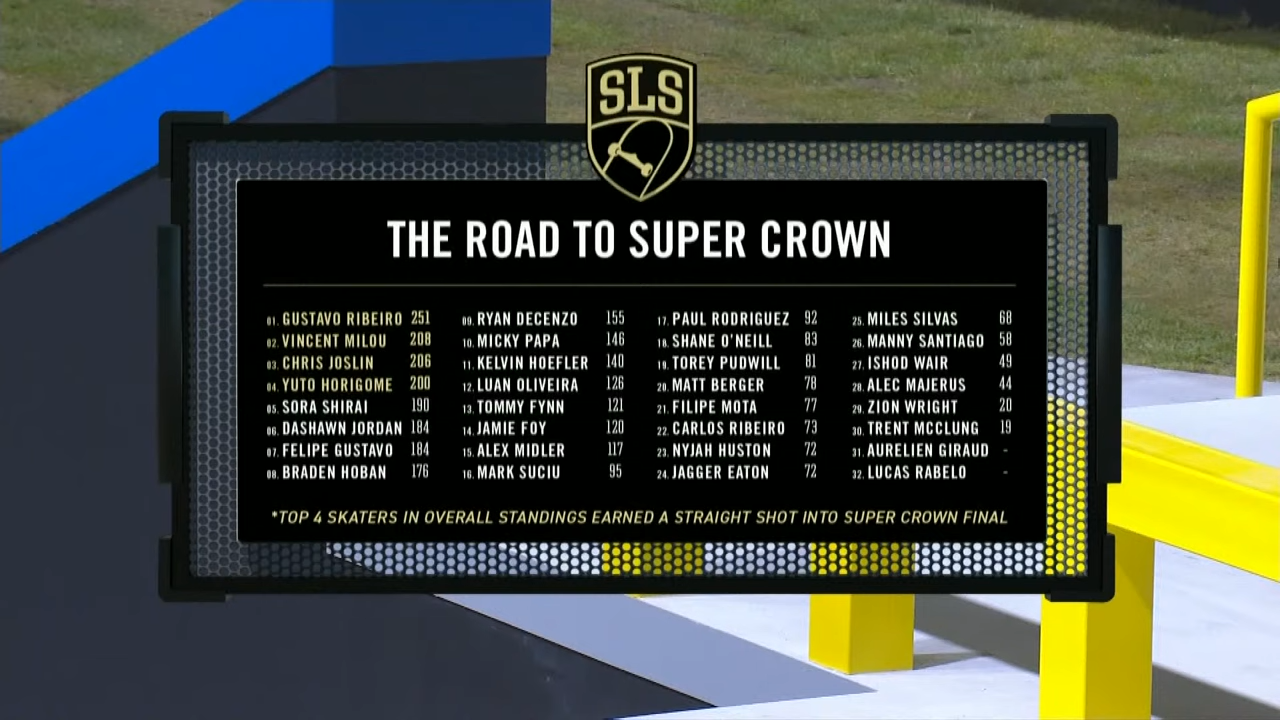 SLS
THE ROAD TO SUPER CROWN
01. GUSTAVO RIBEIRO 251
02. VINCENT MILOU 208
03. CHRIS JOSLIN 206
04. YUTO HORIGOME 200
05. SORA SHIRAI 190
06. DASHAWN JORDAN 184
07. FELIPE GUSTAVO 184
08. BRADEN HOBAN 176
09. RYAN DECENZO 155
10. MICKY PAPA 146
11. KELVIN HOEFLER 140
12. LUAN OLIVEIRA 126
13. TOMMY FYNN 121
14. JAMIE FOY 120
15. ALEX MIDLER 117
16. MARK SUCIU 95
17. PAUL RODRIGUEZ 92
18. SHANE O'NEILL 83
19. TOREY PUDWILL 81
20. MATT BERGER 78
21. FILIPE MOTA 77
22. CARLOS RIBEIRO 73
23. NYJAH HUSTON 72
24. JAGGER EATON 72
25. MILES SILVAS 68
26. MANNY SANTIAGO 58
27. ISHOD WAIR 49
28. ALEC MAJERUS 44
29. ZION WRIGHT 20
30. TRENT MCCLUNG 19
31. AURELIEN GIRAUD -
32. LUCAS RABELO -
*TOP 4 SKATERS IN OVERALL STANDINGS EARNED A STRAIGHT SHOT INTO SUPER CROWN FINAL